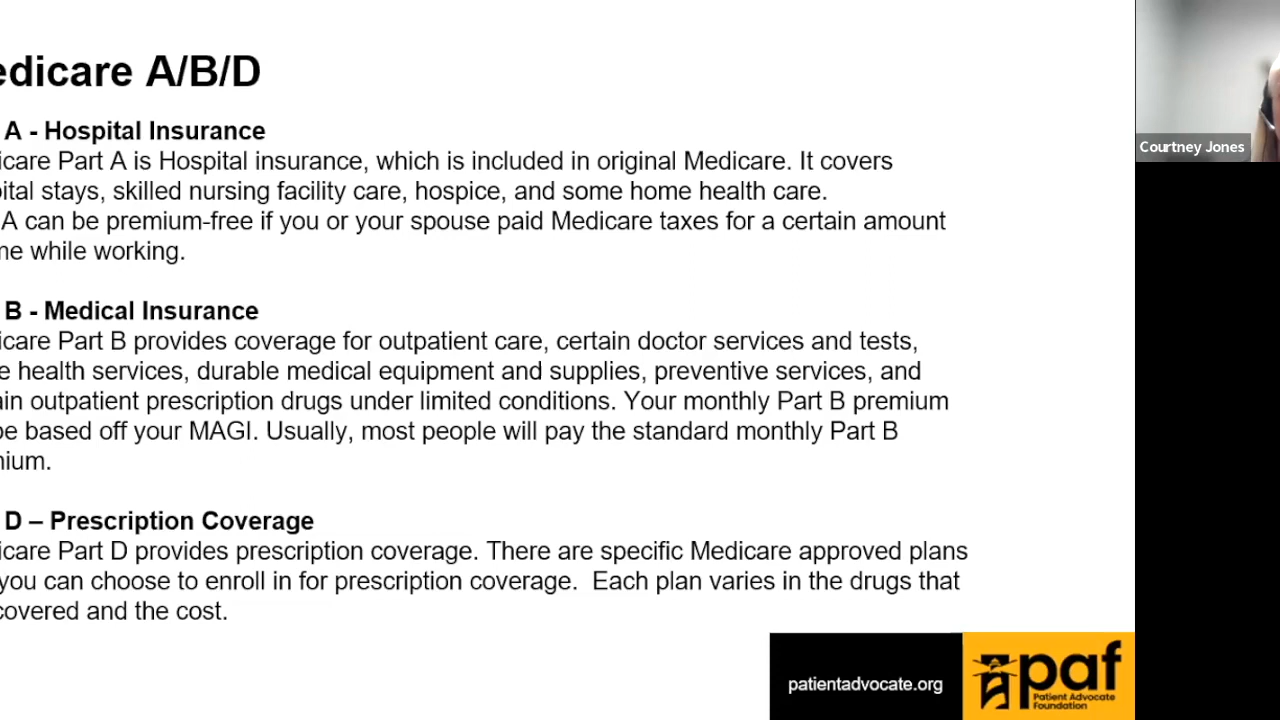 edicare A/B/D
A - Hospital Insurance
icare Part A is Hospital insurance, which is included in original Medicare. It covers
pital stays, skilled nursing facility care, hospice, and some home health care.
A can be premium-free if you or your spouse paid Medicare taxes for a certain amount
me while working.
B - Medical Insurance
icare Part B provides coverage for outpatient care, certain doctor services and tests,
e health services, durable medical equipment and supplies, preventive services, and
ain outpatient prescription drugs under limited conditions. Your monthly Part B premium
be based off your MAGI. Usually, most people will pay the standard monthly Part B
nium.
D – Prescription Coverage
icare Part D provides prescription coverage. There are specific Medicare approved plans
you can choose to enroll in for prescription coverage. Each plan varies in the drugs that
covered and the cost.
patientadvocate.org
paf
Patient Advocate
Foundation
Courtney Jones